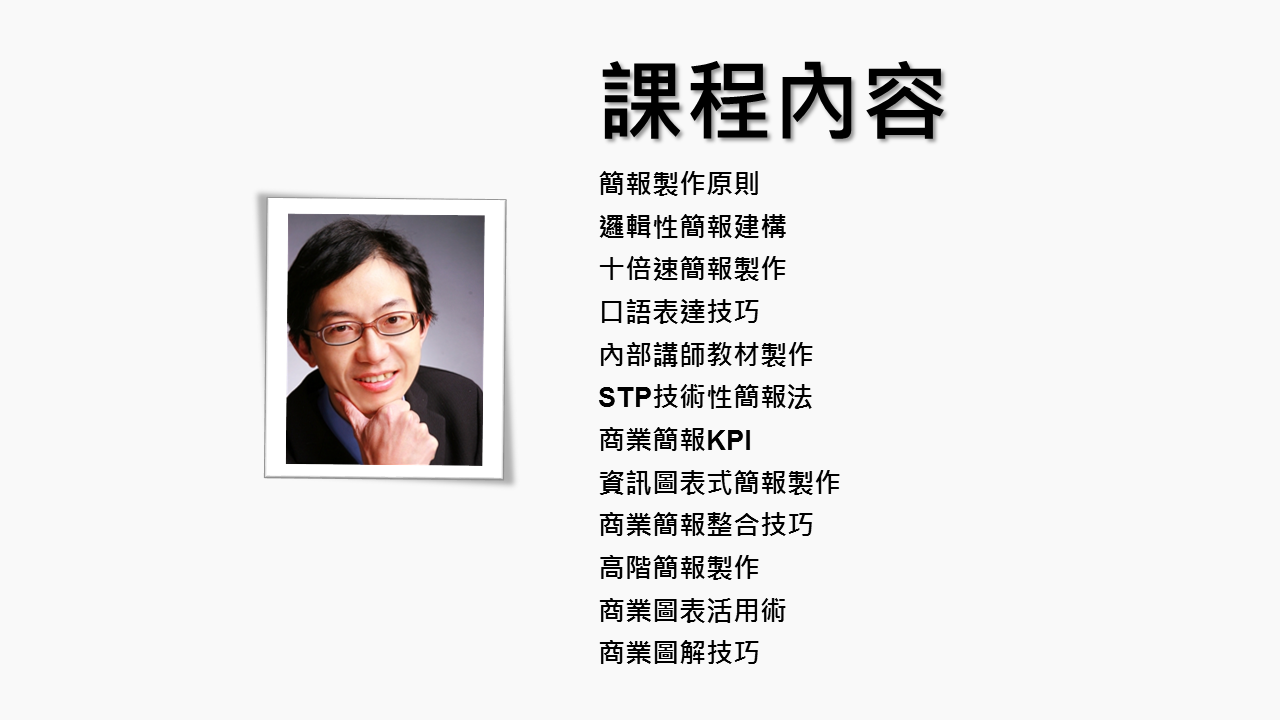 課程內容
簡報製作原則
邏輯性簡報建構
十倍速簡報製作
口語表達技巧
內部講師教材製作
STP技術性簡報法
商業簡報KPI
資訊圖表式簡報製作
商業簡報整合技巧
高階簡報製作
商業圖表活用術
商業圖解技巧